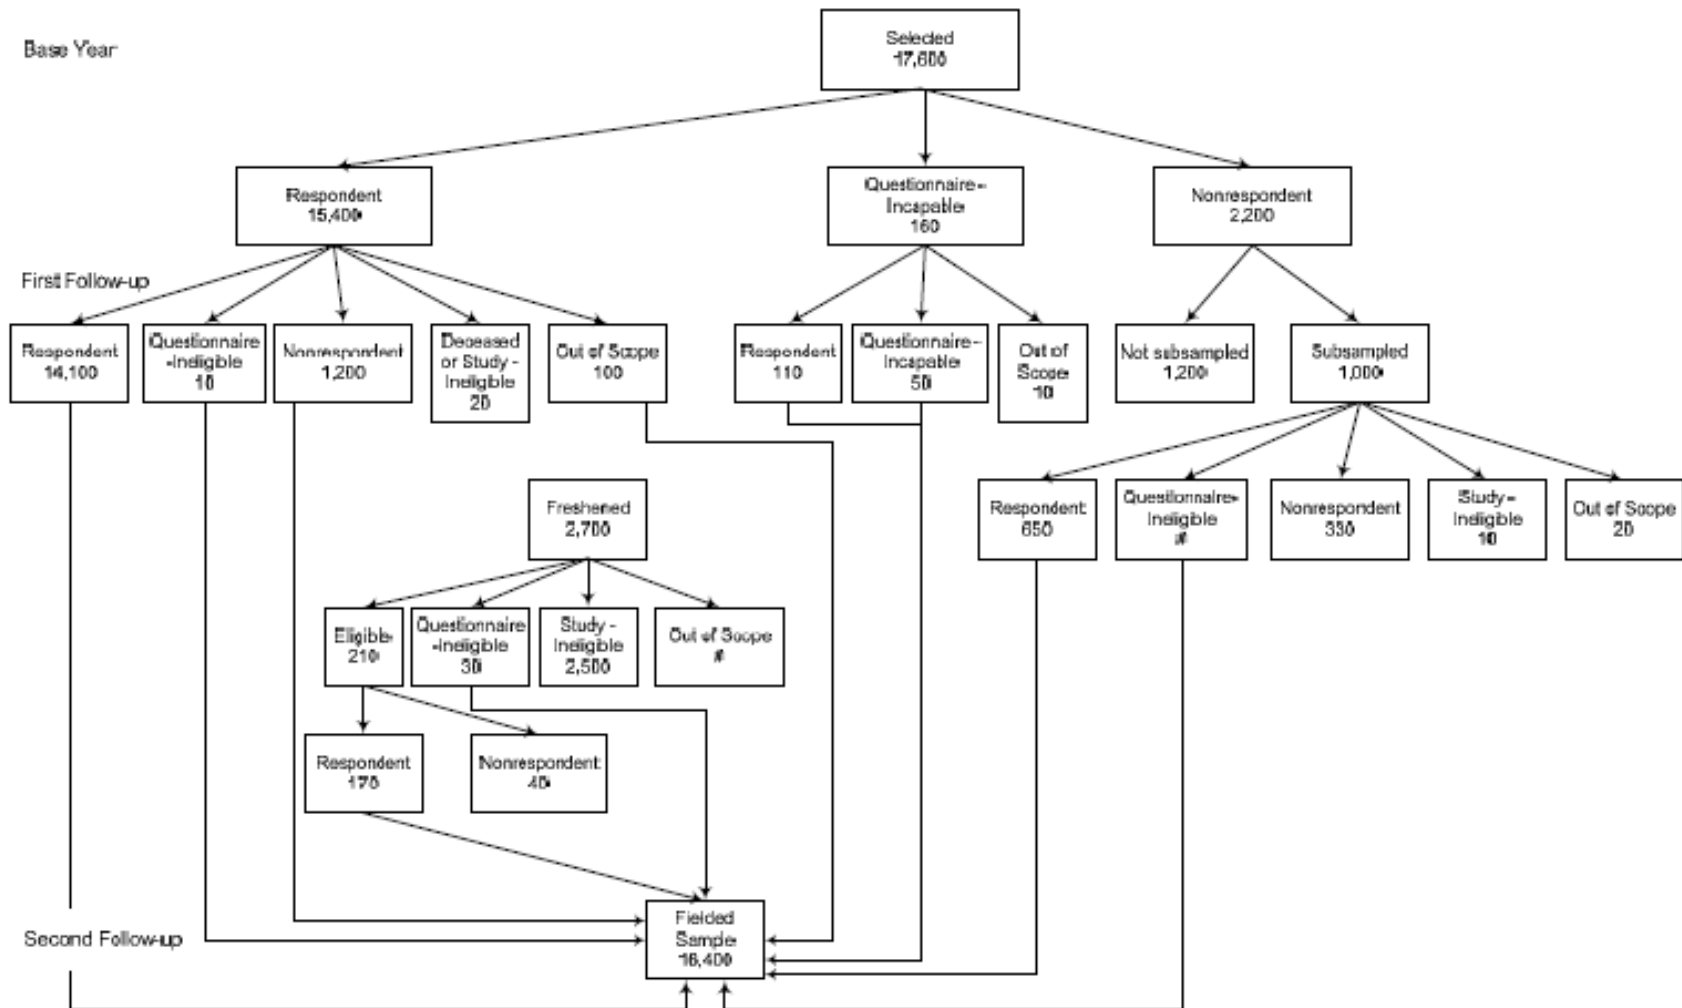 Base Year
Selected
17,600
Respondent
15,400
Questionnaire-
Incapable
160
Nonrespondent
2,200
First Follow-up
Respondent
14,100
Questionnaire
-Ineligible
10
Nonrespondent
1,200
Deceased
or Study -
Ineligible
20
Out of Scope
100
Respondent
110
Questionnaire-
Incapable
50
Out of
Scope
10
Not subsampled
1,200
Subsampled
1,000
Freshened
2,700
Respondent
650
Questionnaire-
Ineligible
#
Nonrespondent
330
Study -
Ineligible
10
Out of Scope
20
Eligible
210
Questionnaire
-Ineligible
30
Study -
Ineligible
2,500
Out of Scope
#
Respondent
170
Nonrespondent
40
Second Follow-up
Fielded
Sample
16,400